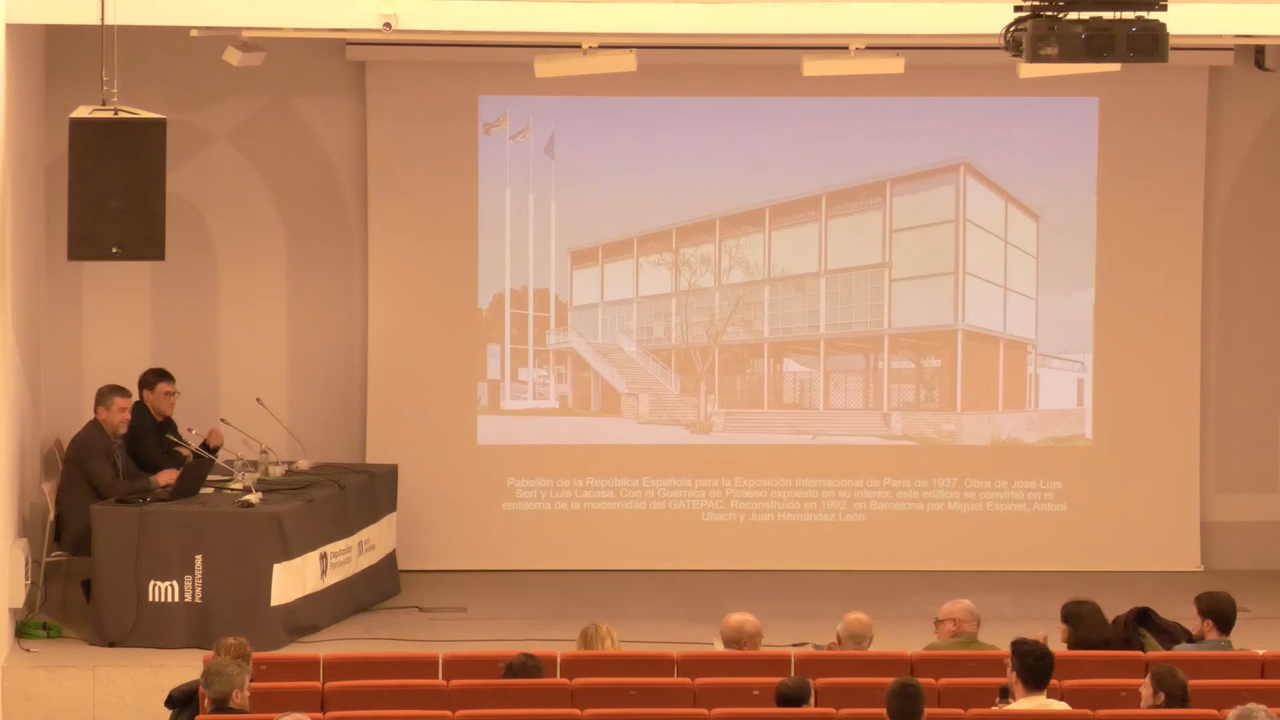 Pabellón de la República Española para la Exposición Internacional de París de 1937. Obra de José Luis
Sert y Luis Lacasa. Con el Guernica de Picasso expuesto en su interior, este edificio se convirtió en el
emblema de la modernidad del GATEPAC. Reconstruido en 1992 en Barcelona por Miguel Espinet, Antoni
Ubach y Juan Hernández León
MUSEO
PONTEVEDRA
Deputación
Pontevedra